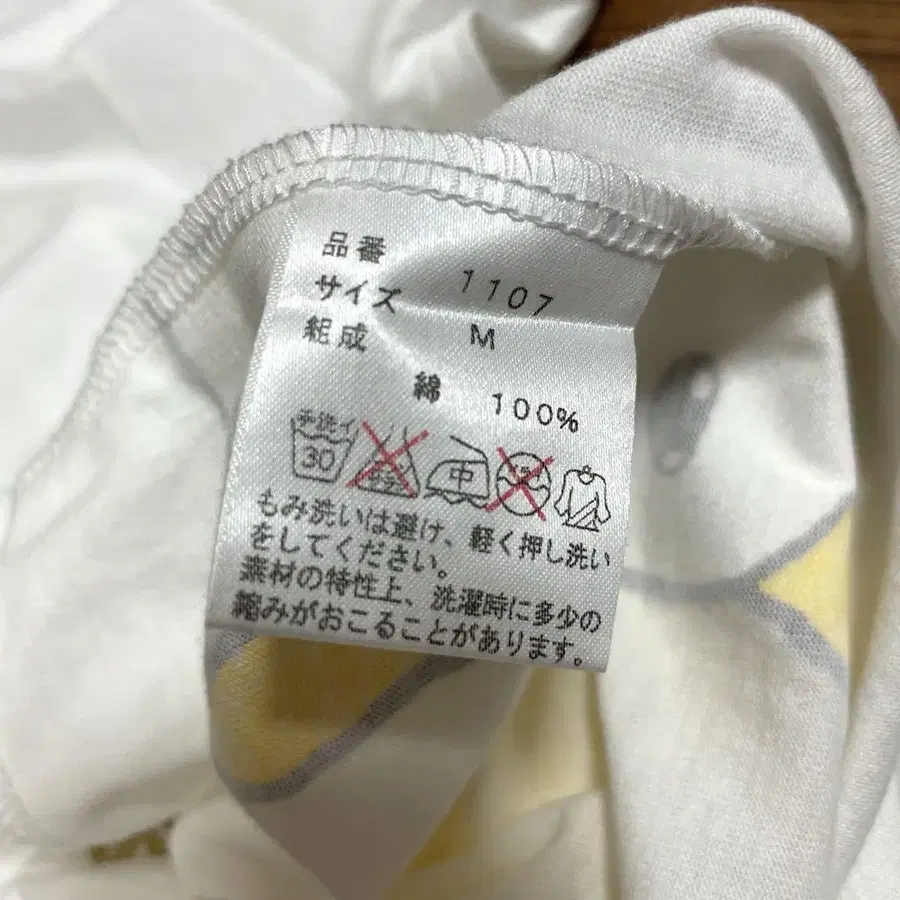 品番 1107
サイズ M
組成
綿 100%
手洗イ
30
中
もみ洗いは避け、軽く押し洗い
をしてください。
素材の特性上、洗濯時に多少の
縮みがおこることがあります。